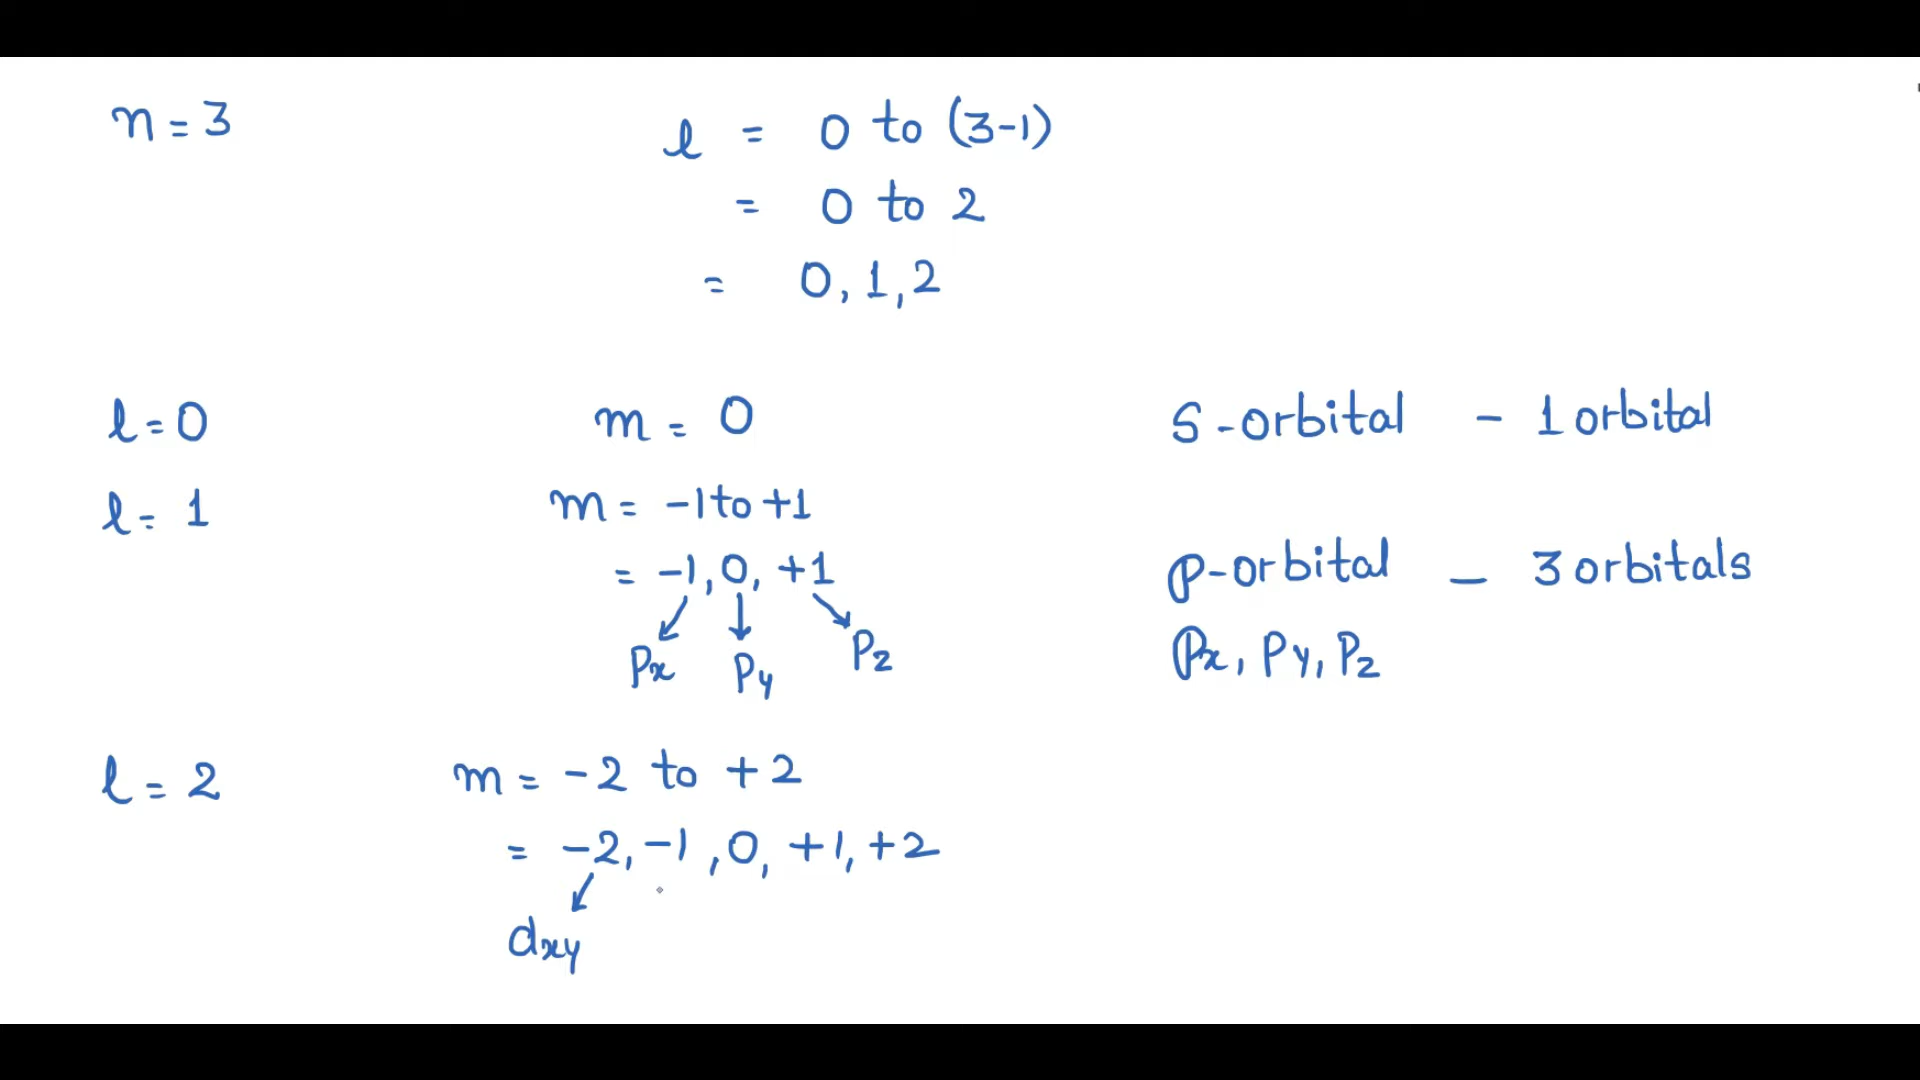 n = 3
l = 0 to (3-1)
= 0 to 2
= 0, 1, 2
l = 0 m = 0 S-orbital - 1 orbital
l = 1 m = -1 to +1
= -1, 0, +1 p-orbital - 3 orbitals
Px Py Pz Px, Py, Pz
l = 2 m = -2 to +2
= -2, -1, 0, +1, +2
dxy